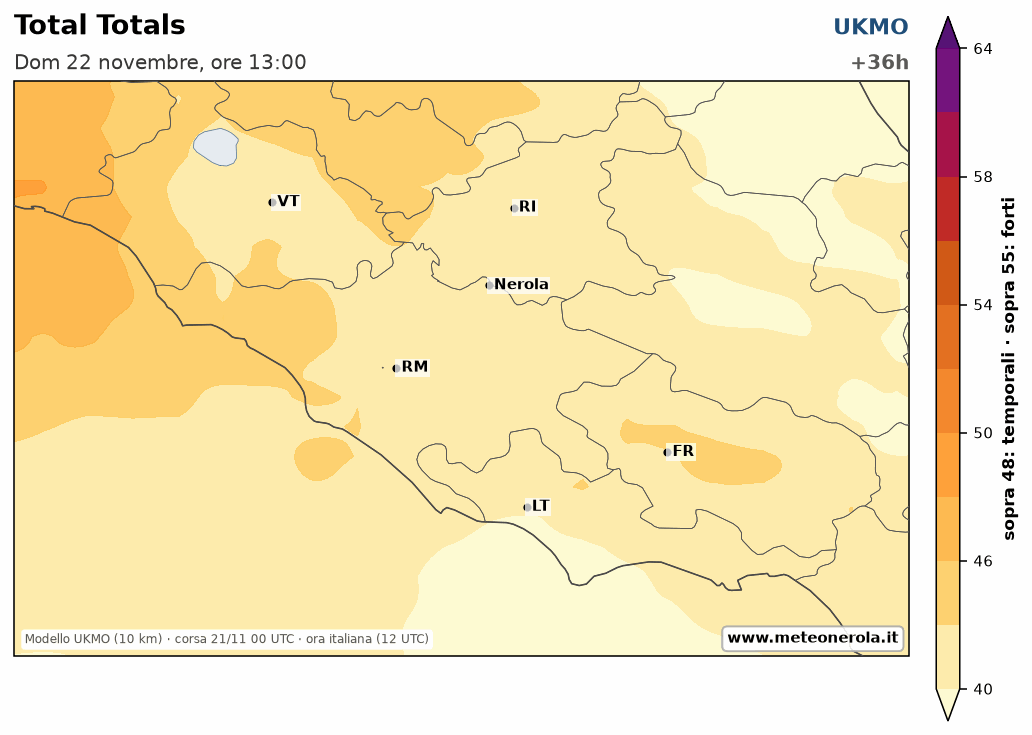 Total Totals
UKMO
Dom 22 novembre, ore 13:00
+36h
VT
RI
Nerola
RM
FR
LT
Modello UKMO (10 km) · corsa 21/11 00 UTC · ora italiana (12 UTC)
www.meteonerola.it
64
58
54
50
46
40
sopra 48: temporali · sopra 55: forti